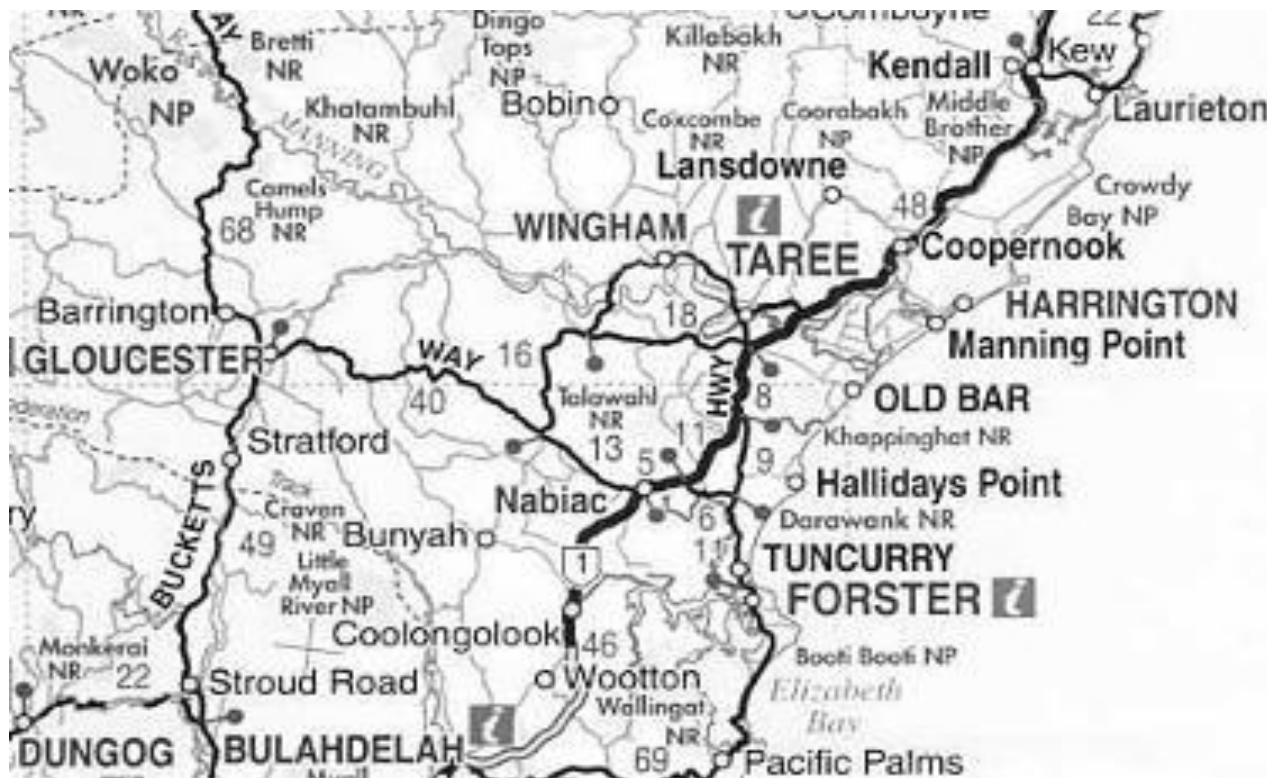 22
Dingo
Tops
NP
Bretti
NR
Killabakh
NR
Kew
Kendall
Woko
NP
Laurieton
Khatambuhl
NR
Bobin
Coxcombe
NR
Coorabakh
NP
Middle
Brother
NP
MANNING
Lansdowne
Camels
Hump
NR
Crowdy
Bay NP
68
48
i
WINGHAM
TAREE
Coopernook
Barrington
18
HARRINGTON
Manning Point
GLOUCESTER
WAY
16
40
HWY
8
Talawahl
NR
OLD BAR
Stratford
13
11
Khappinghat NR
5
9
Hallidays Point
Nabiac
BUCKETTS
Track
Craven
NR
49
Bunyah
6
Darawank NR
Little
Myall
River NP
1
11
TUNCURRY
FORSTER
i
Coolongolook
46
Monkerai
NR
22
Booti Booti NP
Stroud Road
Wootton
Elizabeth
Bay
Wallingat
NR
i
DUNGOG
BULAHDELAH
69
Pacific Palms